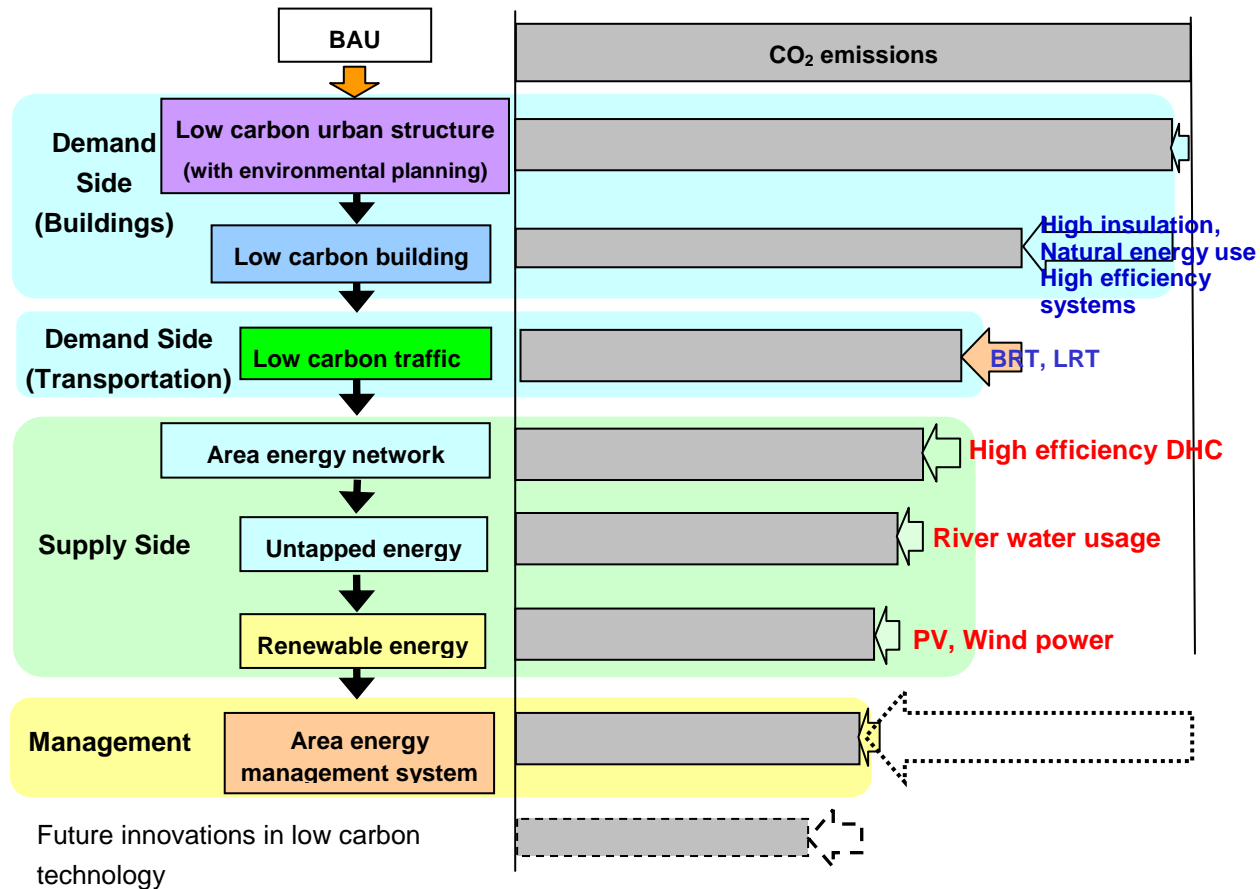 BAU
CO₂ emissions
Demand
Side
(Buildings)
Low carbon urban structure
(with environmental planning)
Low carbon building
High insulation,
Natural energy use
High efficiency
systems
Demand Side
(Transportation)
Low carbon traffic
BRT, LRT
Supply Side
Area energy network
High efficiency DHC
Untapped energy
River water usage
Renewable energy
PV, Wind power
Management
Area energy
management system
Future innovations in low carbon
technology